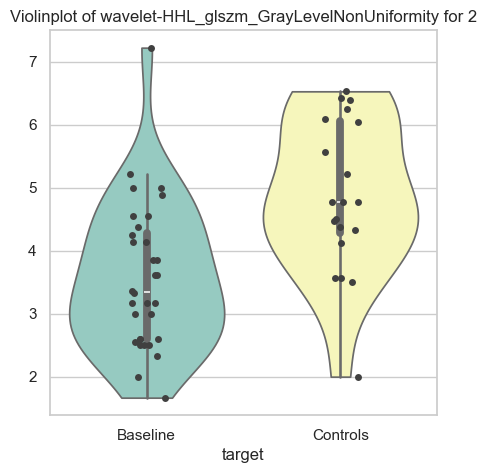 Violinplot of wavelet-HHL_glszm_GrayLevelNonUniformity for 2
7
6
5
4
3
2
Baseline Controls
target